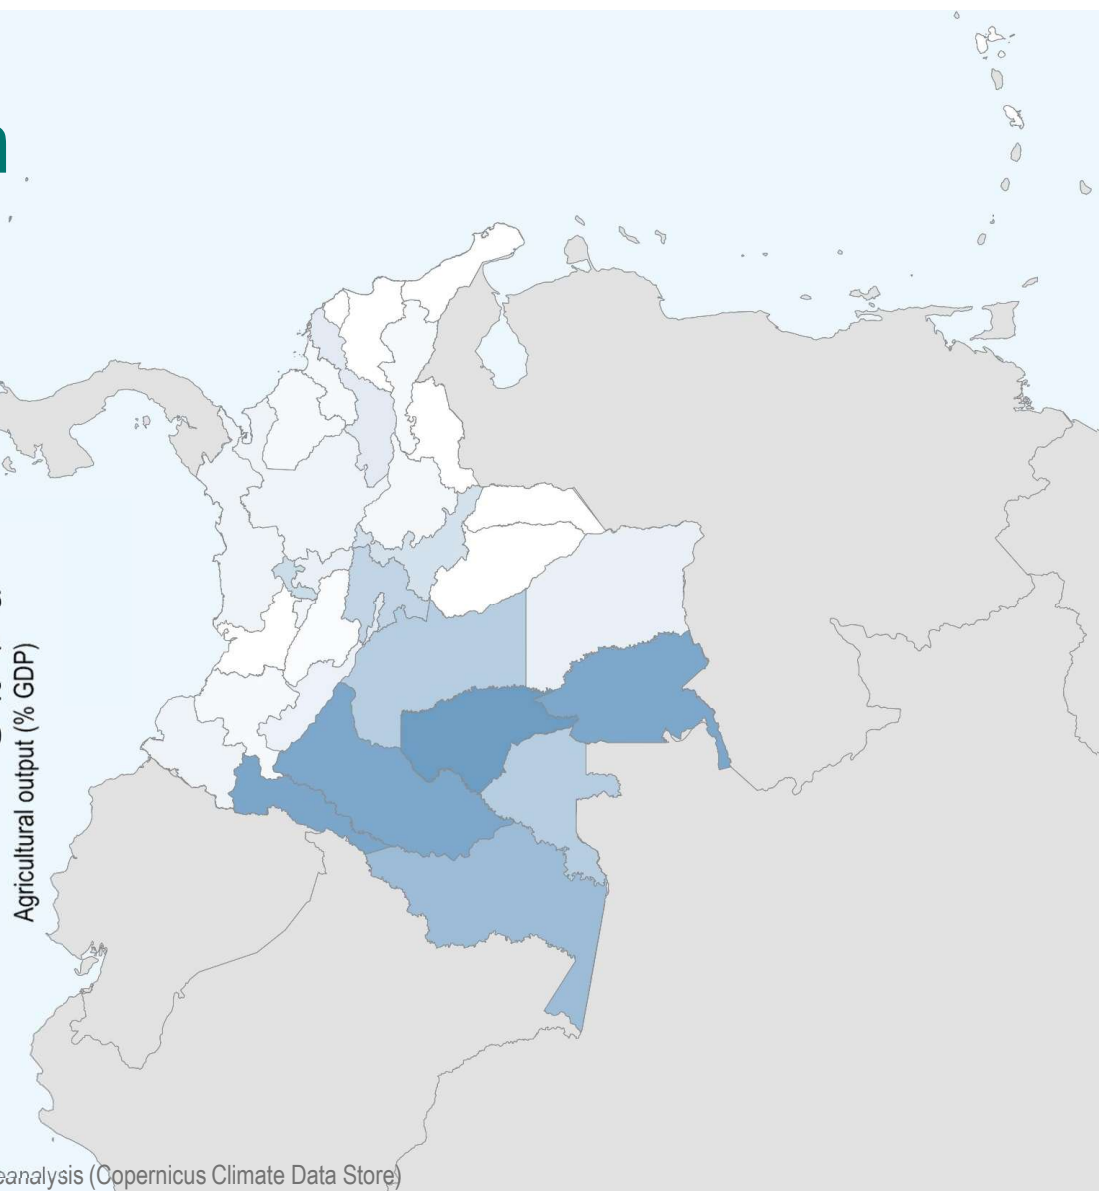 Agricultural output (% GDP)
eanalysis (Copernicus Climate Data Store)